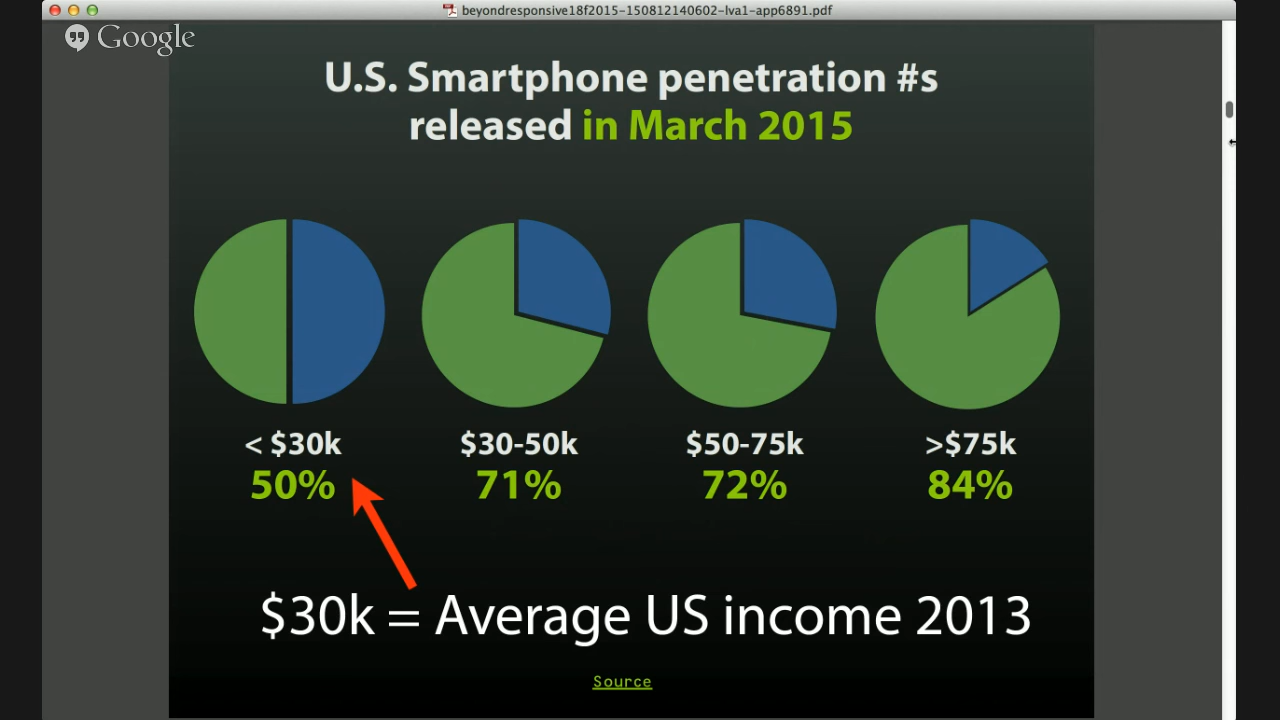 beyondresponsive18f2015-150812140602-lva1-app6891.pdf
Google
U.S. Smartphone penetration #s
released in March 2015
< $30k
50%
$30-50k
71%
$50-75k
72%
>$75k
84%
$30k = Average US income 2013
Source